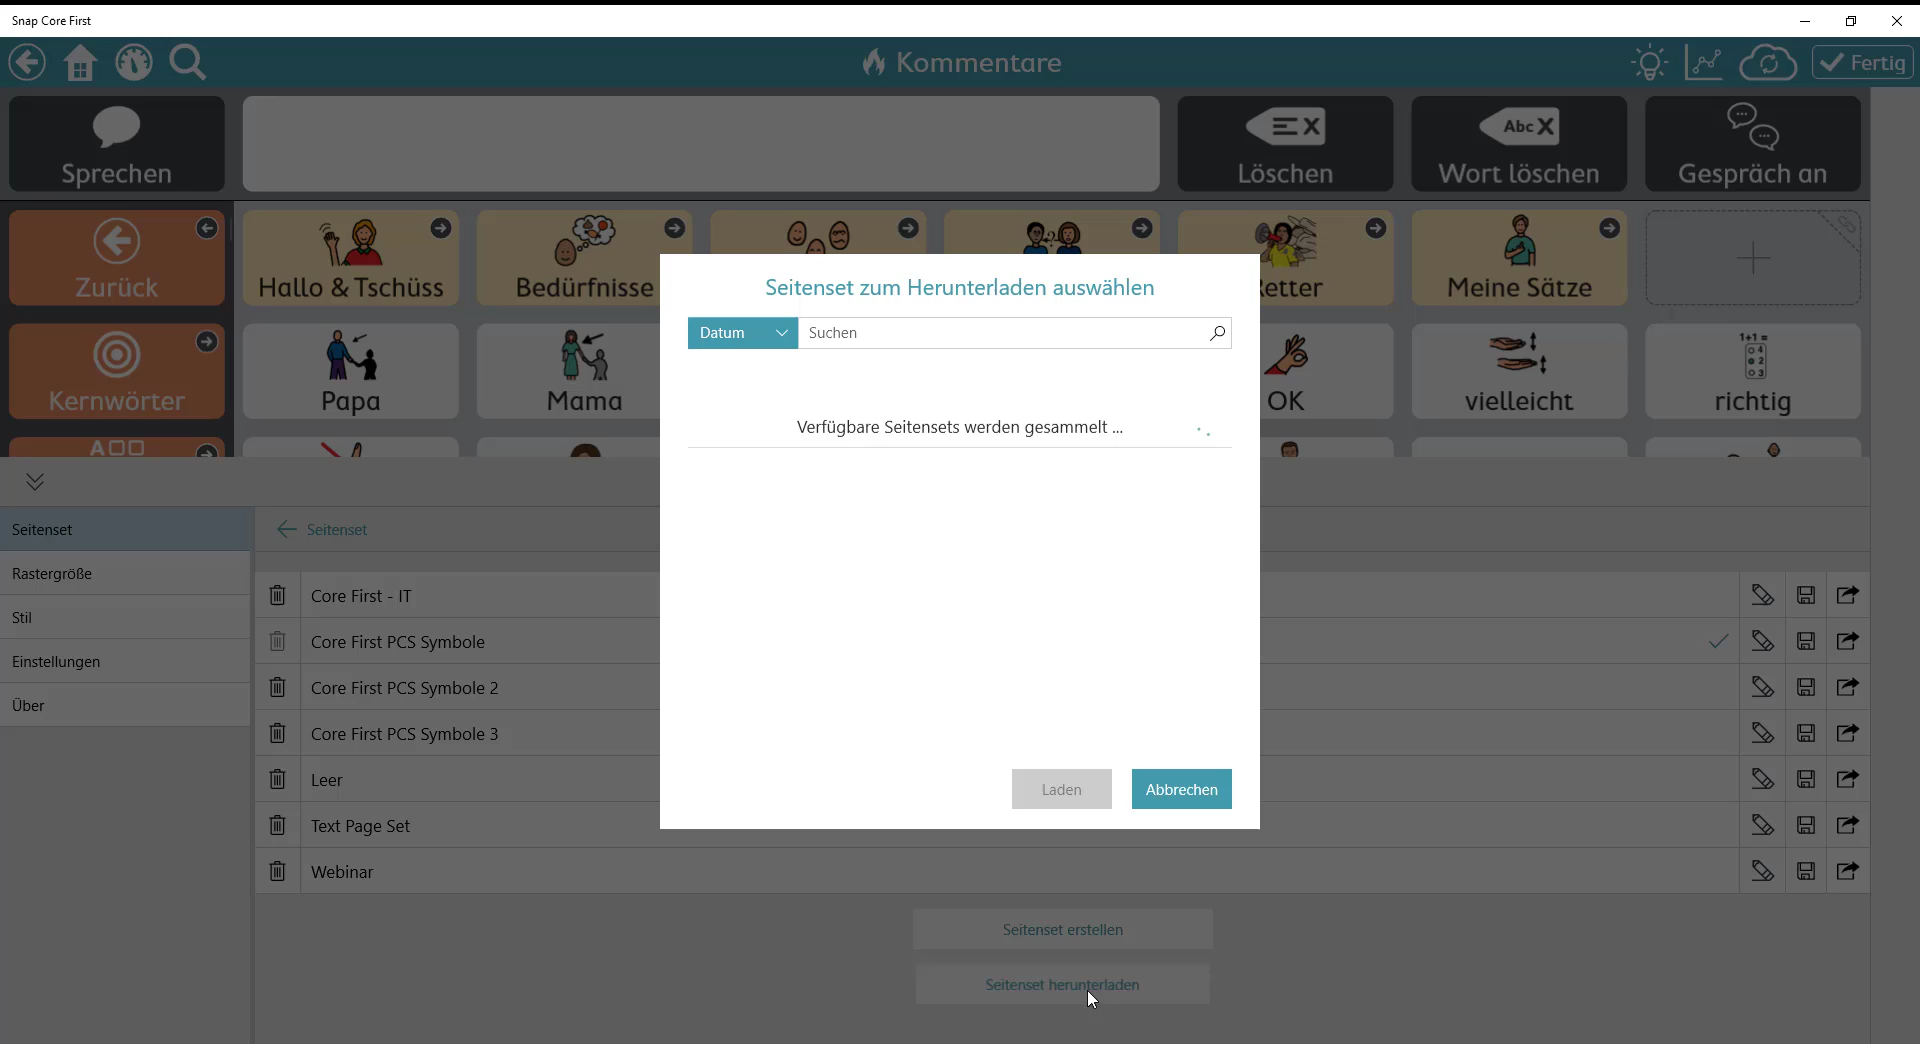 Snap Core First
Kommentare
Fertig
Sprechen
Löschen
Abc X
Wort löschen
Gespräch an
Zurück
Hallo & Tschüss
Bedürfnisse
Meine Sätze
Kernwörter
Papa
Mama
OK
vielleicht
1+1 =
richtig
Seitenset zum Herunterladen auswählen
Datum
Suchen
Verfügbare Seitensets werden gesammelt ...
Laden
Abbrechen
Seitenset
Rastergröße
Stil
Einstellungen
Über
Seitenset
Core First - IT
Core First PCS Symbole
Core First PCS Symbole 2
Core First PCS Symbole 3
Leer
Text Page Set
Webinar
Seitenset erstellen
Seitenset herunterladen